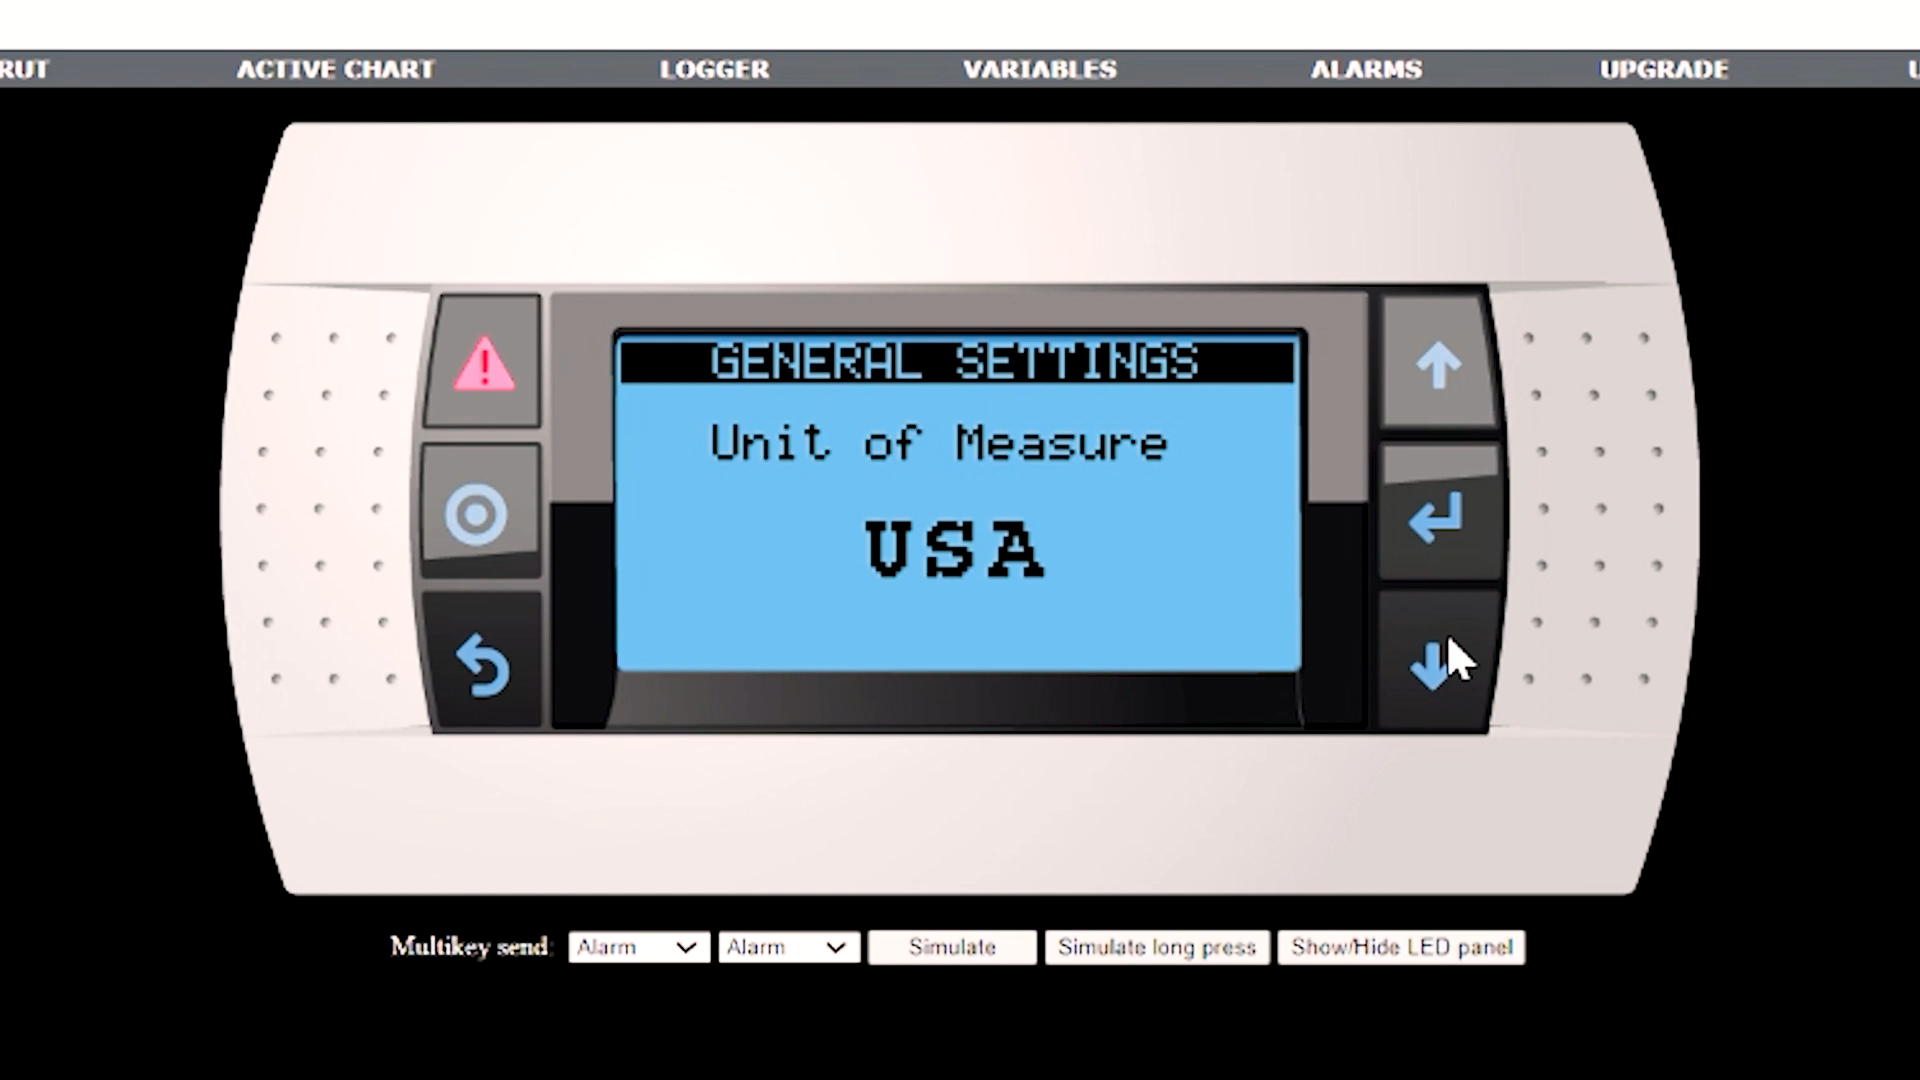 RUT ACTIVE CHART LOGGER VARIABLES ALARMS UPGRADE
GENERAL SETTINGS
Unit of Measure
USA
Multikey send: Alarm Alarm Simulate Simulate long press Show/Hide LED panel